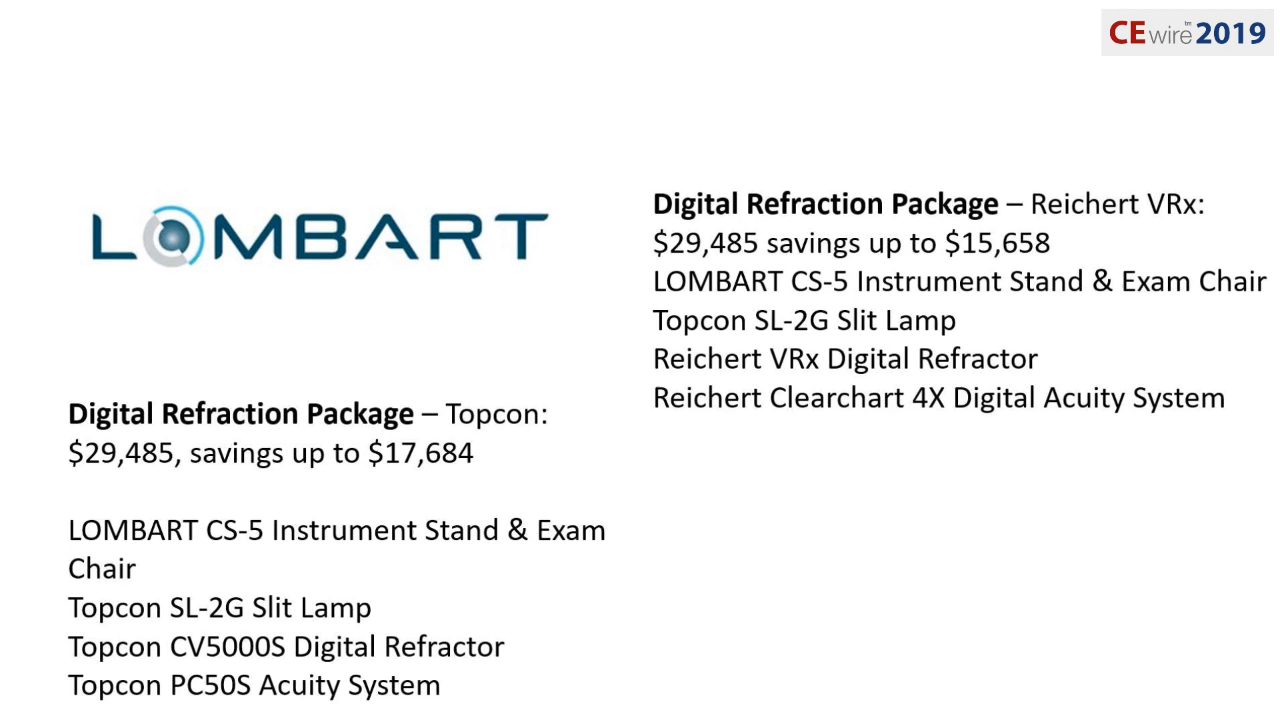 CEwire™2019
LOMBART
Digital Refraction Package – Topcon:
$29,485, savings up to $17,684
LOMBART CS-5 Instrument Stand & Exam
Chair
Topcon SL-2G Slit Lamp
Topcon CV5000S Digital Refractor
Topcon PC50S Acuity System
Digital Refraction Package – Reichert VRx:
$29,485 savings up to $15,658
LOMBART CS-5 Instrument Stand & Exam Chair
Topcon SL-2G Slit Lamp
Reichert VRx Digital Refractor
Reichert Clearchart 4X Digital Acuity System